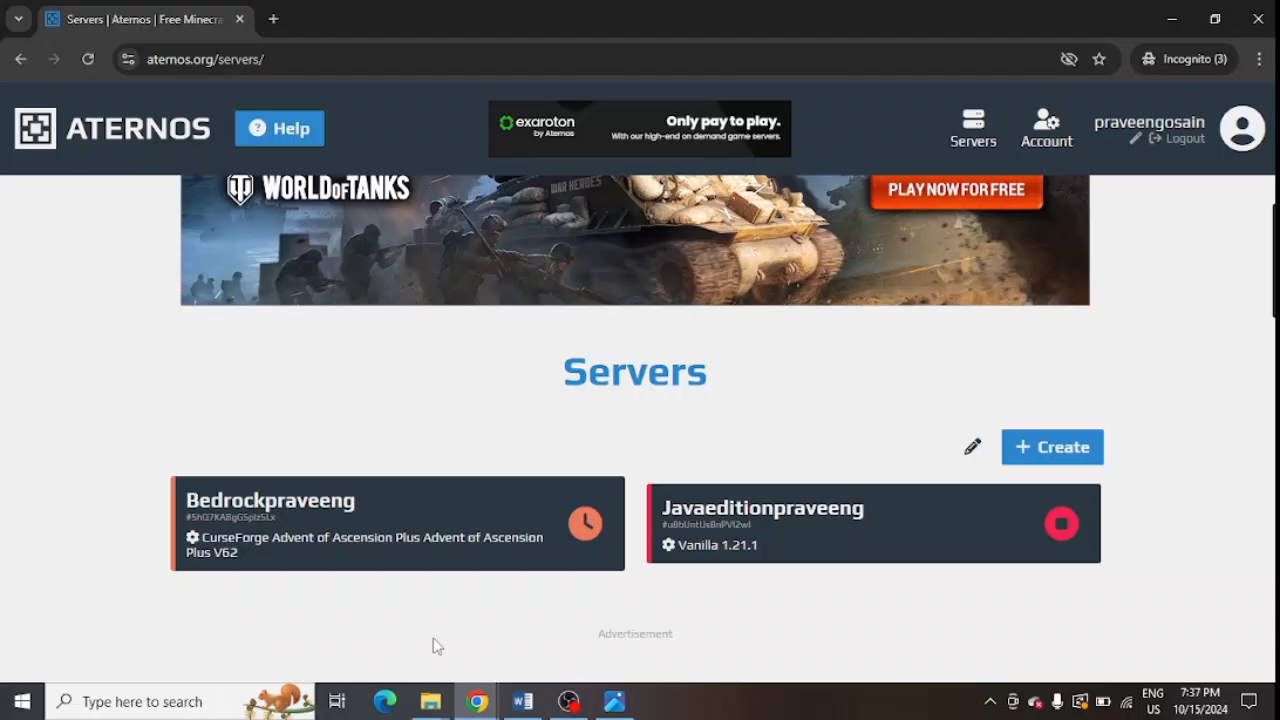 Servers | Aternos | Free Minecra
aternos.org/servers/
Incognito (3)
ATERNOS
Help
exaroton
by Aternos
Only pay to play.
With our high-end on demand game servers.
Servers
Account
praveengosain
Logout
WORLD OF TANKS
WAR HEROES
PLAY NOW FOR FREE
Servers
Create
Bedrockpraveeng
CurseForge Advent of Ascension Plus Advent of Ascension
Plus V62
Javaeditionpraveeng
Vanilla 1.21.1
Advertisement
Type here to search
ENG
US
7:37 PM
10/15/2024